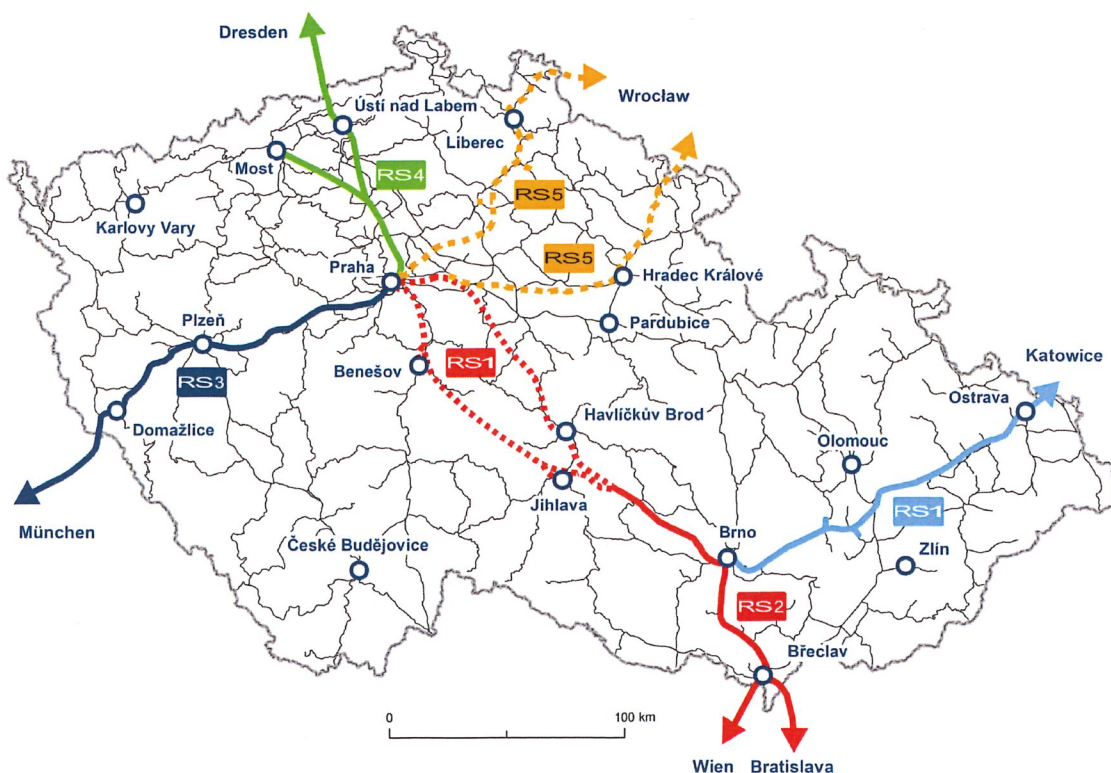 Dresden
Ústí nad Labem
Wrocław
Liberec
Most
RS4
RS5
Karlovy Vary
RS5
Praha
Hradec Králové
Plzeň
Pardubice
RS1
Benešov
Katowice
RS3
Ostrava
Havlíčkův Brod
Domažlice
Olomouc
Jihlava
RS1
München
Brno
České Budějovice
Zlín
RS2
Břeclav
0 100 km
Wien Bratislava